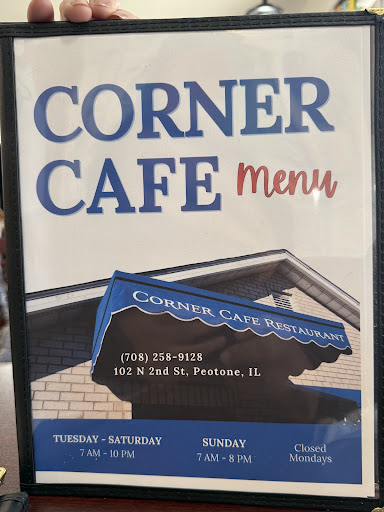 CORNER
CAFE Menu
CORNER CAFE RESTAURANT
(708) 258-9128
102 N 2nd St, Peotone, IL
TUESDAY - SATURDAY
7 AM - 10 PM
SUNDAY
7 AM - 8 PM
Closed
Mondays